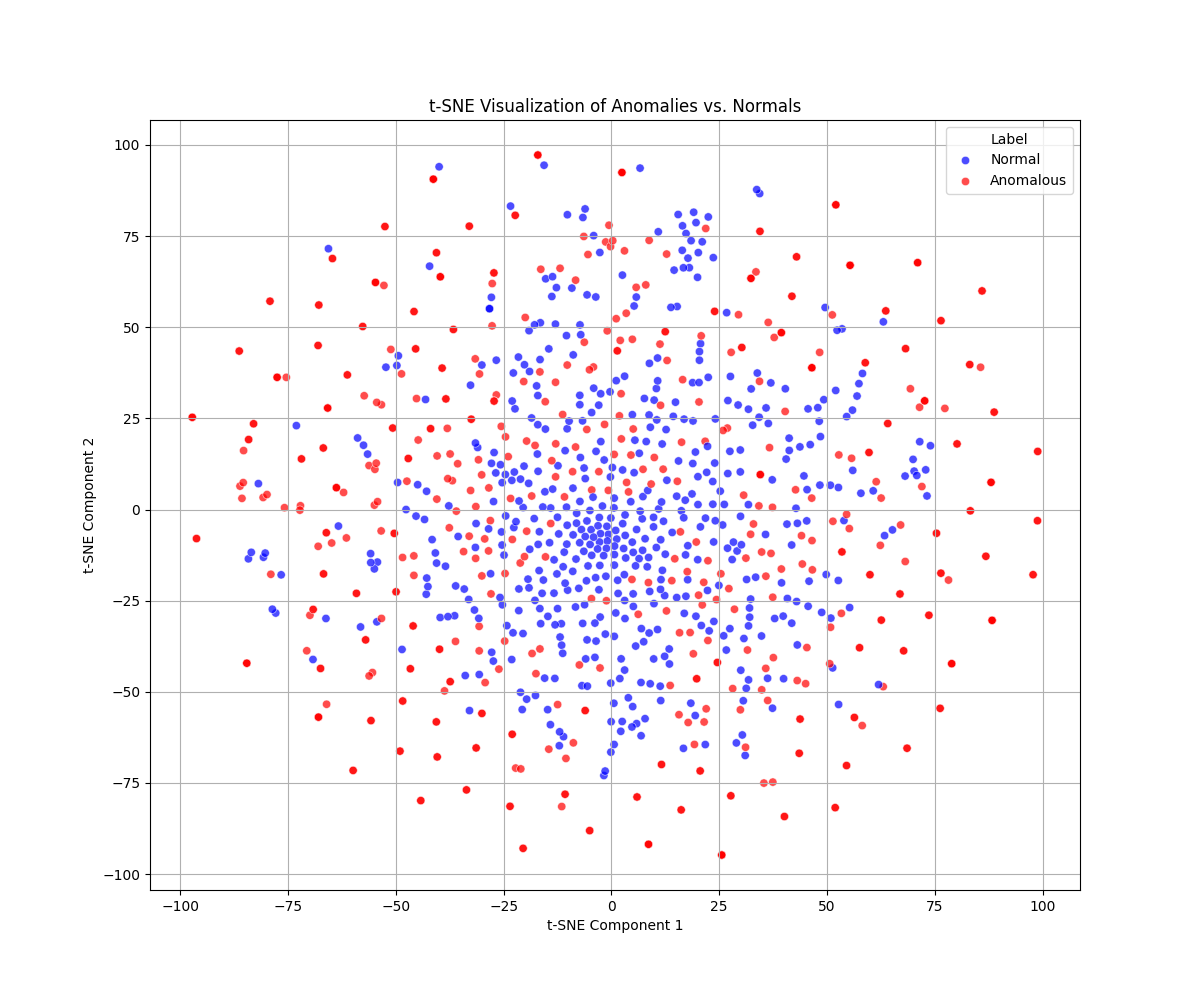 t-SNE Visualization of Anomalies vs. Normals
Label
Normal
Anomalous
100
75
50
25
0
−25
−50
−75
−100
t-SNE Component 2
−100 −75 −50 −25 0 25 50 75 100
t-SNE Component 1